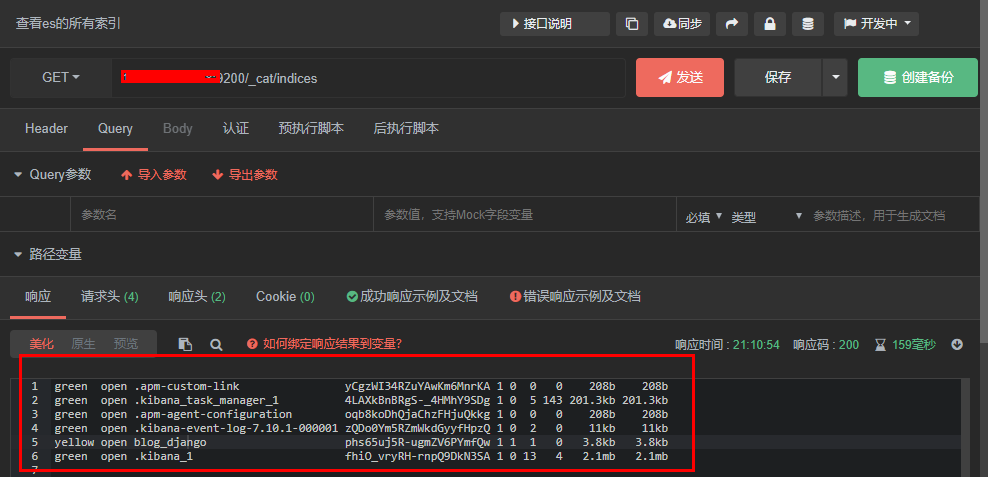 查看es的所有索引 接口说明 同步 开发中
GET 9200/_cat/indices 发送 保存 创建备份
Header Query Body 认证 预执行脚本 后执行脚本
Query参数 导入参数 导出参数
参数名 参数值，支持Mock字段变量 必填 类型 参数描述，用于生成文档
路径变量
响应 请求头 (4) 响应头 (2) Cookie (0) 成功响应示例及文档 错误响应示例及文档
美化 原生 预览 如何绑定响应结果到变量? 响应时间 : 21:10:54 响应码 : 200 159毫秒
1 green open .apm-custom-link yCgzWI34RZuYAwKm6MnrKA 1 0 0 0 208b 208b
2 green open .kibana_task_manager_1 4LAXkBnBRgS-_4HMhY9SDg 1 0 5 143 201.3kb 201.3kb
3 green open .apm-agent-configuration oqb8koDhQjaChzFHjuQkkg 1 0 0 0 208b 208b
4 green open .kibana-event-log-7.10.1-000001 zQDo0Ym5RZmWkdGyyfHpzQ 1 0 2 0 11kb 11kb
5 yellow open blog_django phs65uj5R-ugmZV6PYmfQw 1 1 1 0 3.8kb 3.8kb
6 green open .kibana_1 fhiO_vryRH-rnpQ9DkN3SA 1 0 13 4 2.1mb 2.1mb
7